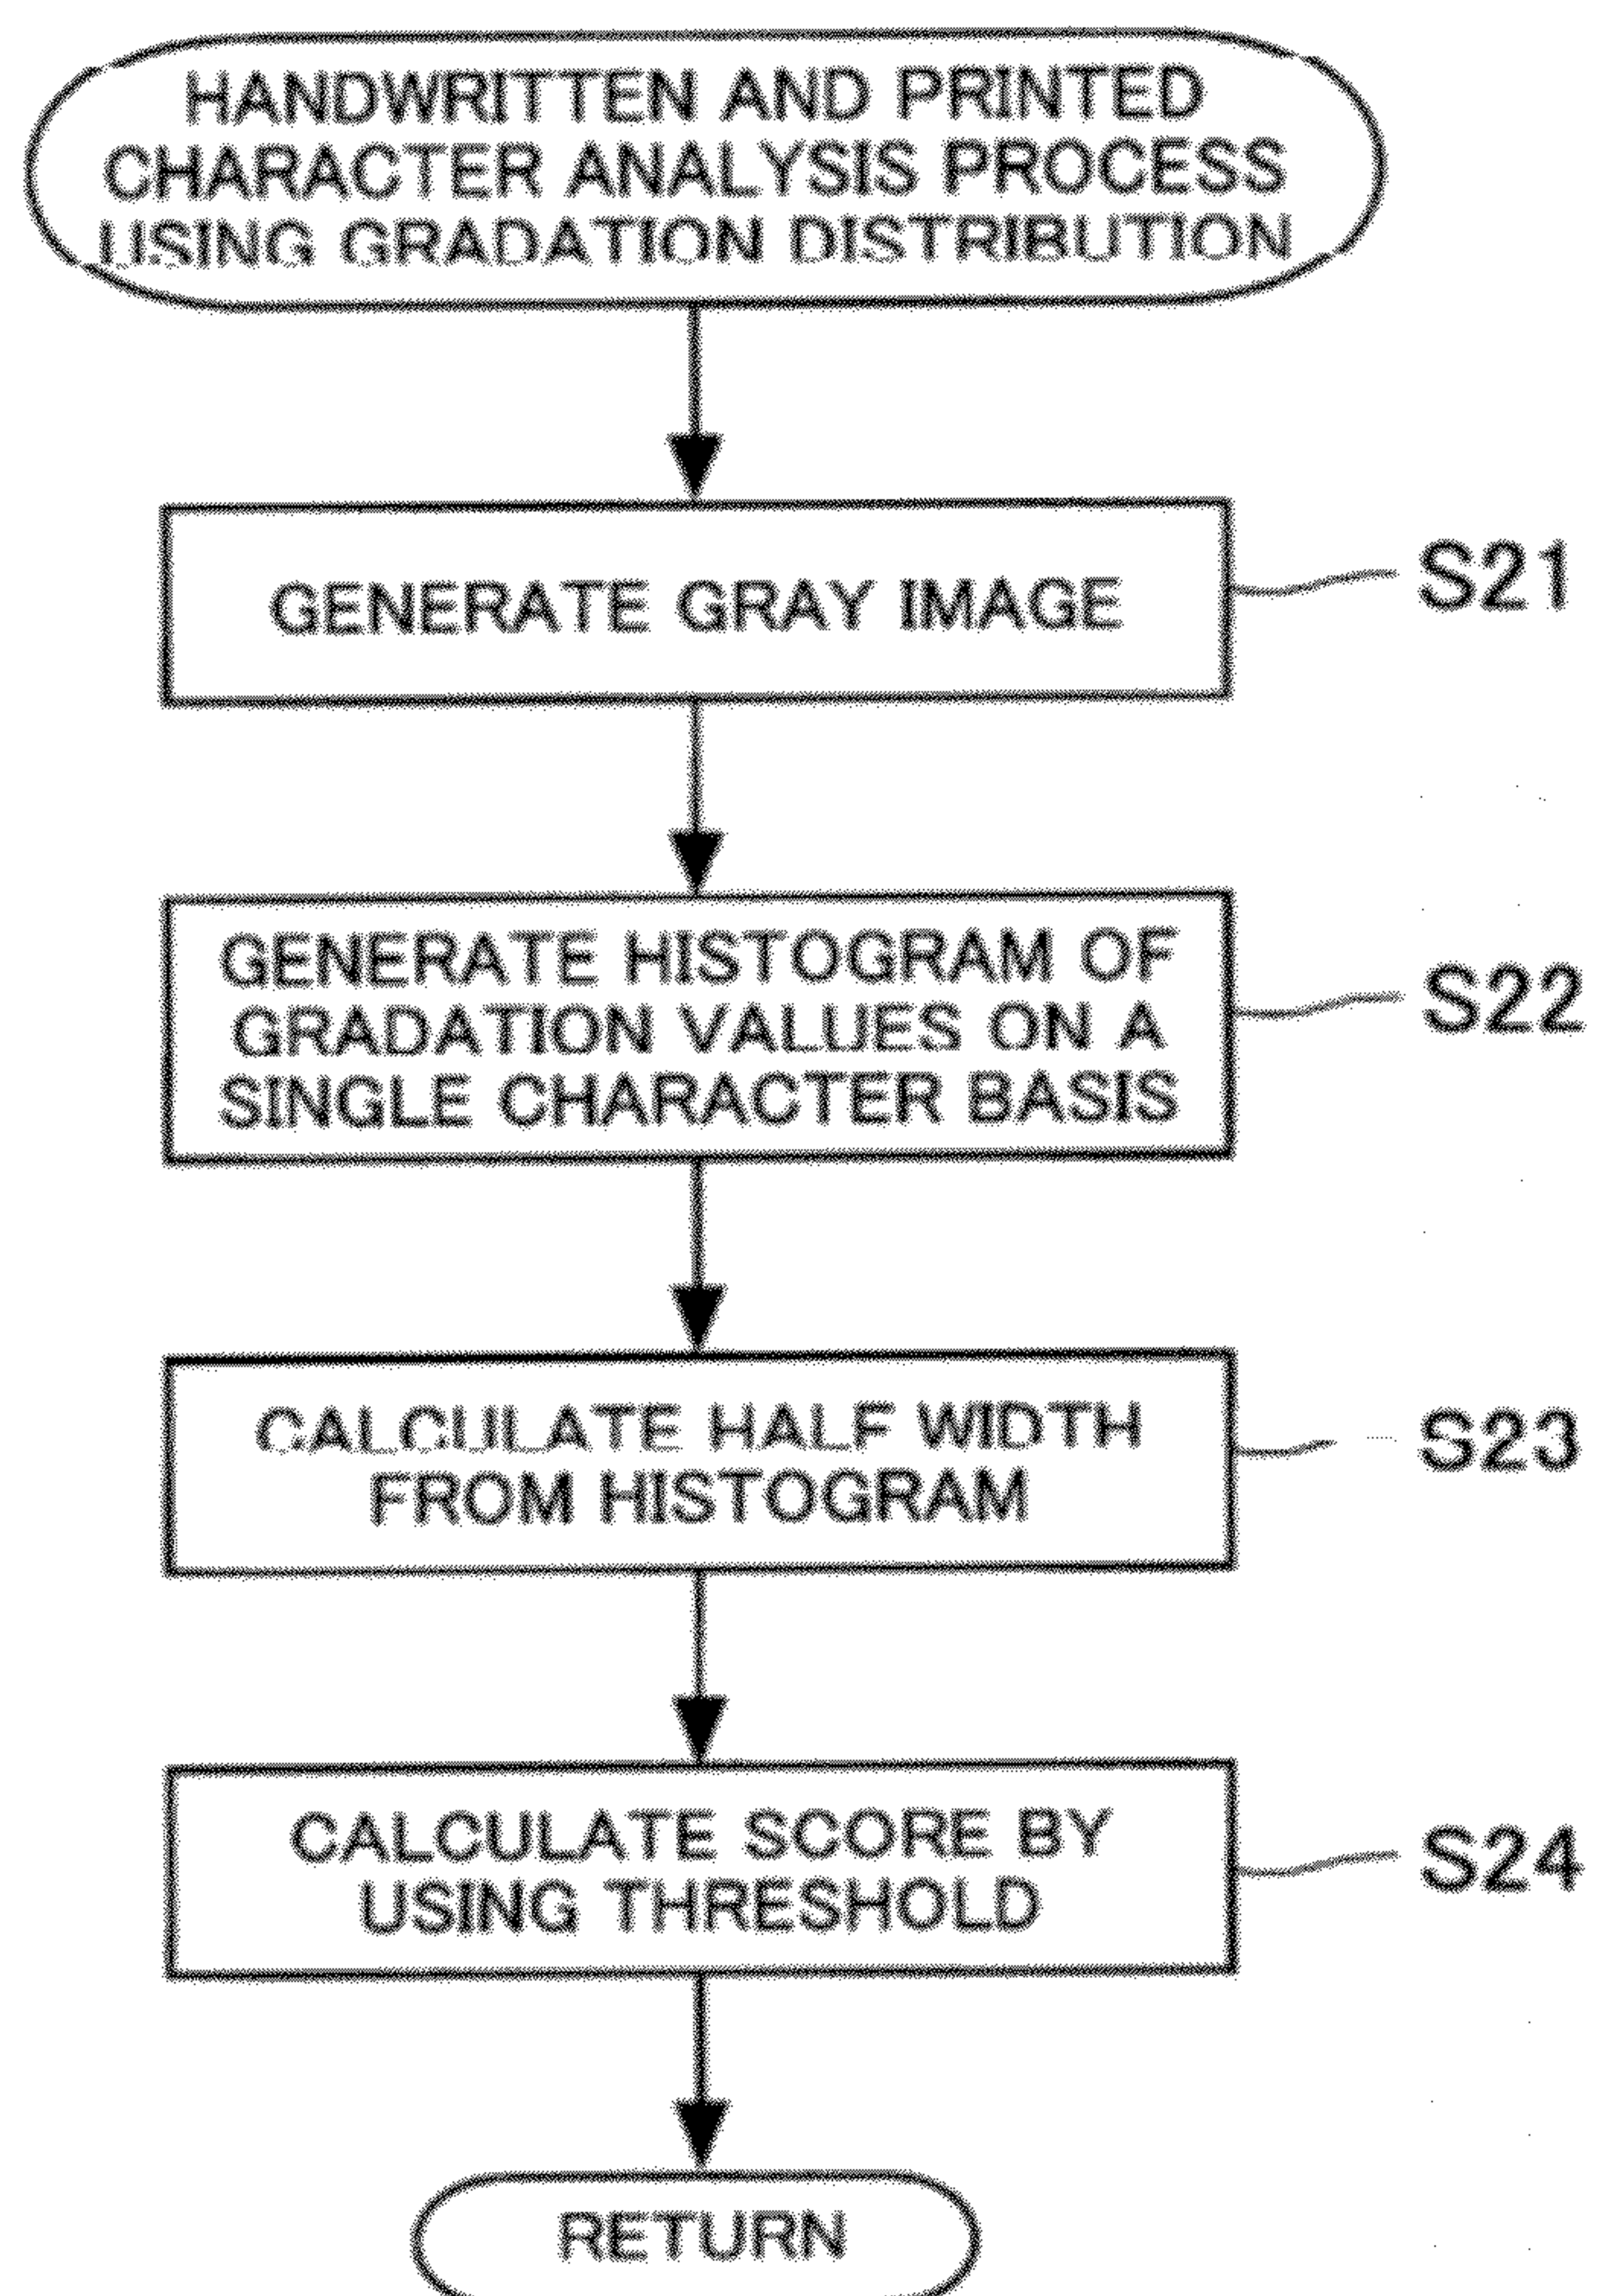 HANDWRITTEN AND PRINTED
CHARACTER ANALYSIS PROCESS
USING GRADATION DISTRIBUTION
GENERATE GRAY IMAGE
S21
GENERATE HISTOGRAM OF
GRADATION VALUES ON A
SINGLE CHARACTER BASIS
S22
CALCULATE HALF WIDTH
FROM HISTOGRAM
S23
CALCULATE SCORE BY
USING THRESHOLD
S24
RETURN